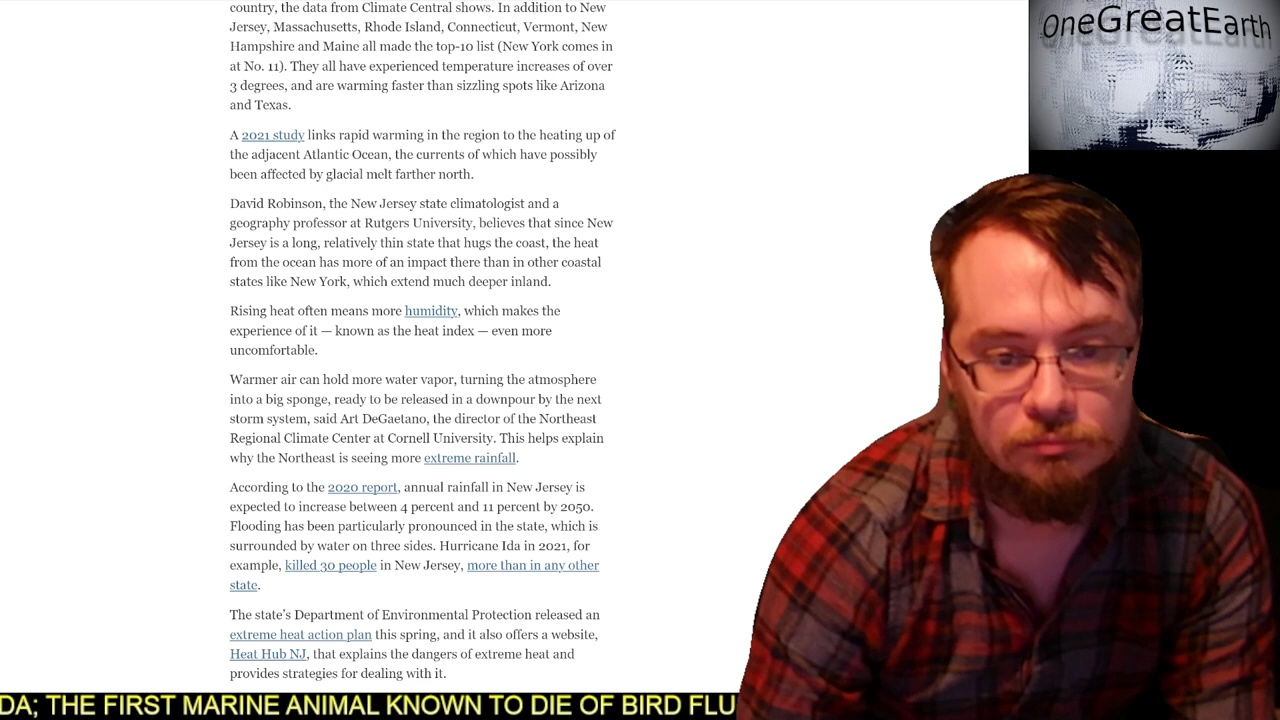 country, the data from Climate Central shows. In addition to New
Jersey, Massachusetts, Rhode Island, Connecticut, Vermont, New
Hampshire and Maine all made the top-10 list (New York comes in
at No. 11). They all have experienced temperature increases of over
3 degrees, and are warming faster than sizzling spots like Arizona
and Texas.
A 2021 study links rapid warming in the region to the heating up of
the adjacent Atlantic Ocean, the currents of which have possibly
been affected by glacial melt farther north.
David Robinson, the New Jersey state climatologist and a
geography professor at Rutgers University, believes that since New
Jersey is a long, relatively thin state that hugs the coast, the heat
from the ocean has more of an impact there than in other coastal
states like New York, which extend much deeper inland.
Rising heat often means more humidity, which makes the
experience of it — known as the heat index — even more
uncomfortable.
Warmer air can hold more water vapor, turning the atmosphere
into a big sponge, ready to be released in a downpour by the next
storm system, said Art DeGaetano, the director of the Northeast
Regional Climate Center at Cornell University. This helps explain
why the Northeast is seeing more extreme rainfall.
According to the 2020 report, annual rainfall in New Jersey is
expected to increase between 4 percent and 11 percent by 2050.
Flooding has been particularly pronounced in the state, which is
surrounded by water on three sides. Hurricane Ida in 2021, for
example, killed 30 people in New Jersey, more than in any other
state.
The state's Department of Environmental Protection released an
extreme heat action plan this spring, and it also offers a website,
Heat Hub NJ, that explains the dangers of extreme heat and
provides strategies for dealing with it.
OneGreatEarth
DA; THE FIRST MARINE ANIMAL KNOWN TO DIE OF BIRD FLU